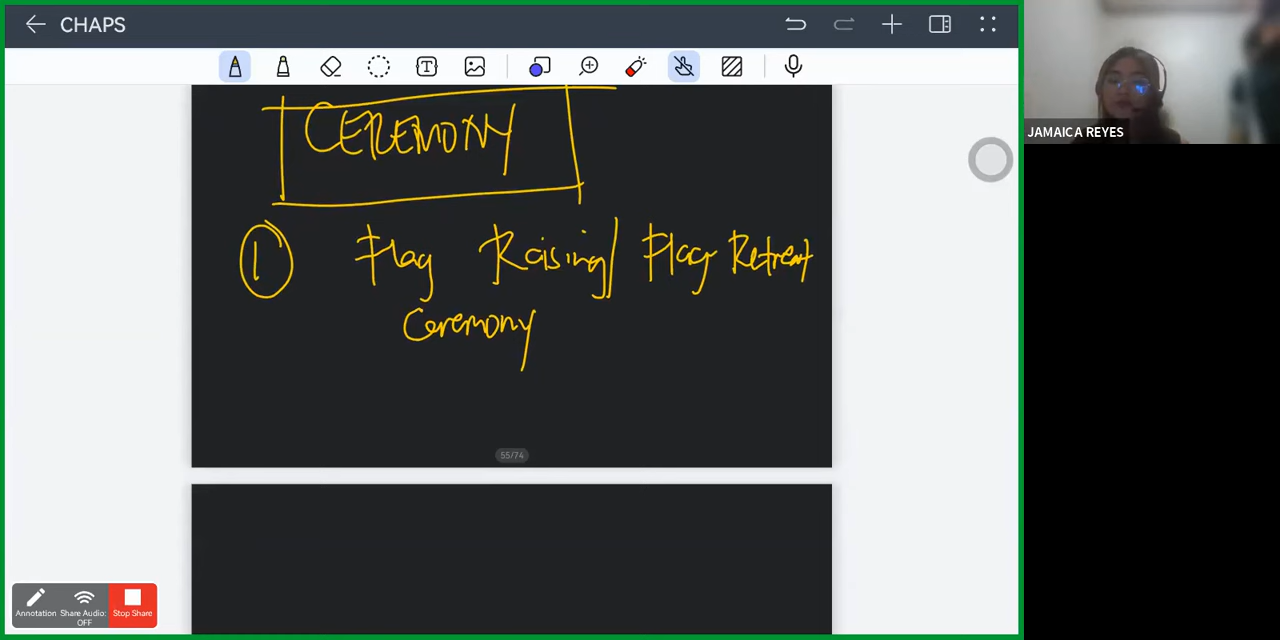 CHAPS
JAMAICA REYES
CEREMONY
1 Flag Raising/ Flag Retreat
Ceremony
55/74
Annotation
Share Audio: OFF
Stop Share